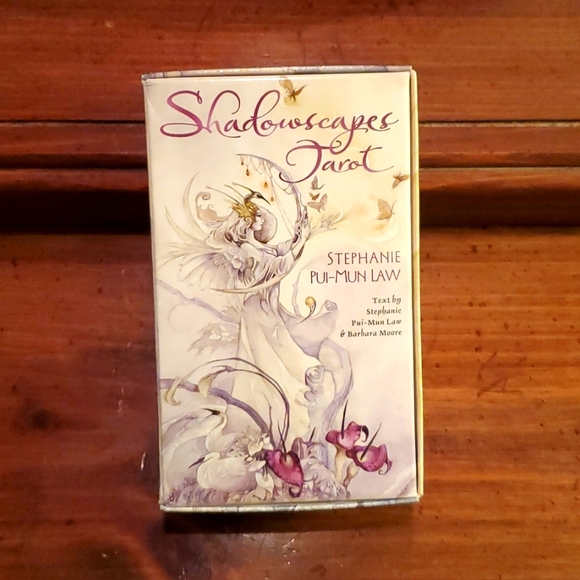 Shadowscapes
Tarot
STEPHANIE
PUI-MUN LAW
Text by
Stephanie
Pui-Mun Law
& Barbara Moore